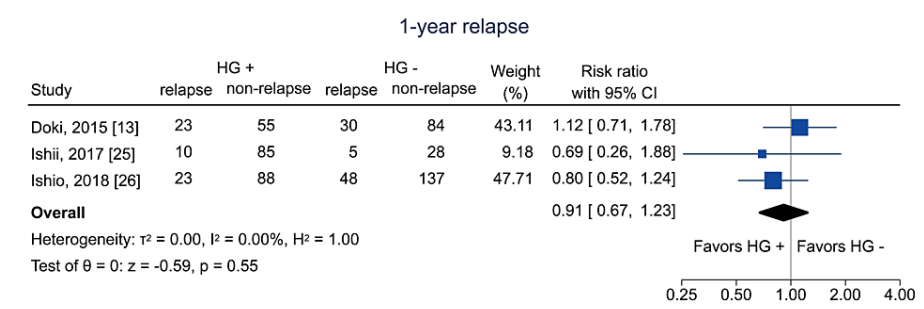 1-year relapse
HG + HG - Weight Risk ratio
Study relapse non-relapse relapse non-relapse (%) with 95% CI
Doki, 2015 [13] 23 55 30 84 43.11 1.12 [ 0.71, 1.78]
Ishii, 2017 [25] 10 85 5 28 9.18 0.69 [ 0.26, 1.88]
Ishio, 2018 [26] 23 88 48 137 47.71 0.80 [ 0.52, 1.24]
Overall 0.91 [ 0.67, 1.23]
Heterogeneity: τ² = 0.00, I² = 0.00%, H² = 1.00
Favors HG + Favors HG -
Test of θ = 0: z = -0.59, p = 0.55
0.25 0.50 1.00 2.00 4.00